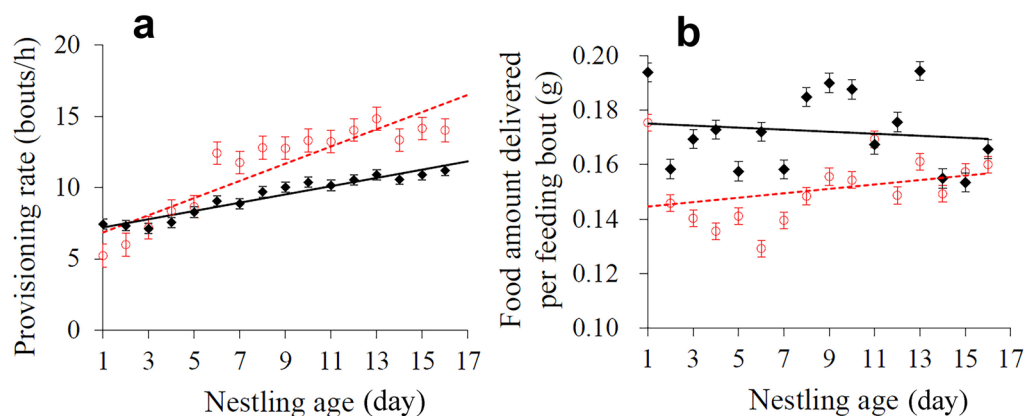 a
Provisioning rate (bouts/h)
20
15
10
5
0
1 3 5 7 9 11 13 15 17
Nestling age (day)
b
Food amount delivered
per feeding bout (g)
0.20
0.18
0.16
0.14
0.12
0.10
1 3 5 7 9 11 13 15 17
Nestling age (day)